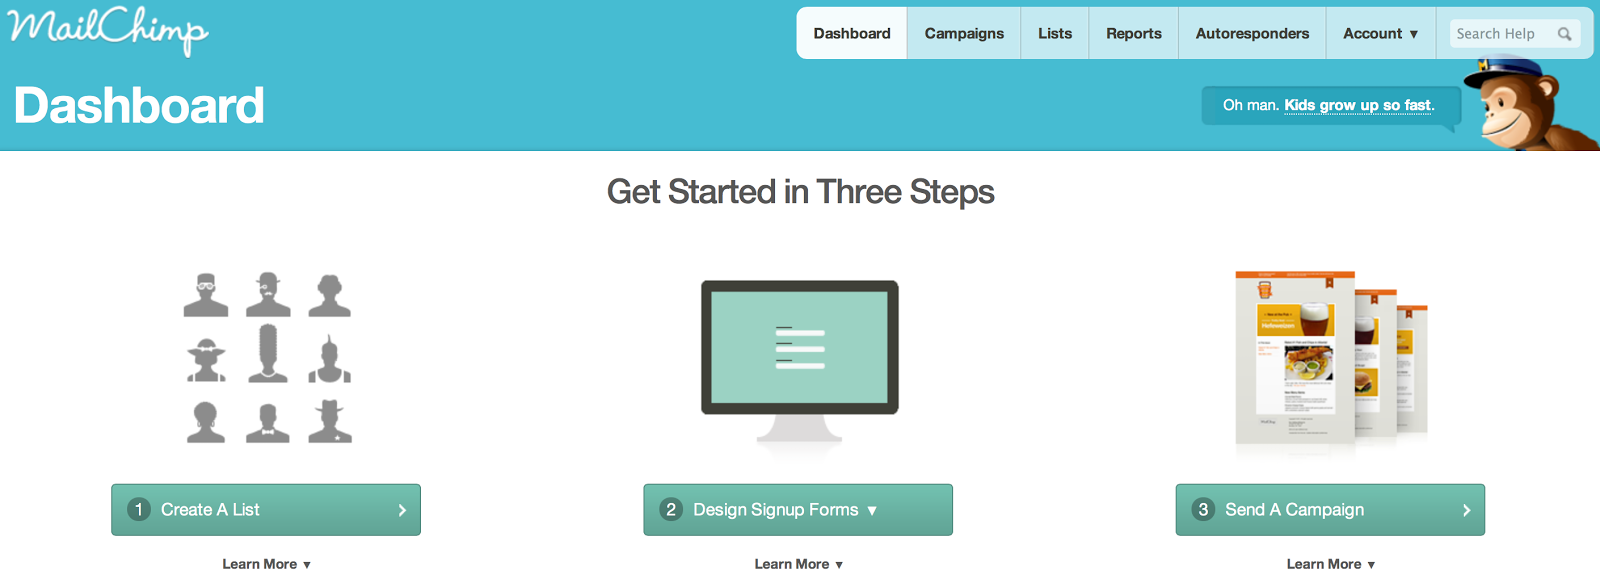 MailChimp
Dashboard
Campaigns
Lists
Reports
Autoresponders
Account ▼
Search Help
Dashboard
Oh man. Kids grow up so fast.
Get Started in Three Steps
1 Create A List
2 Design Signup Forms ▼
3 Send A Campaign
Learn More ▼
Learn More ▼
Learn More ▼